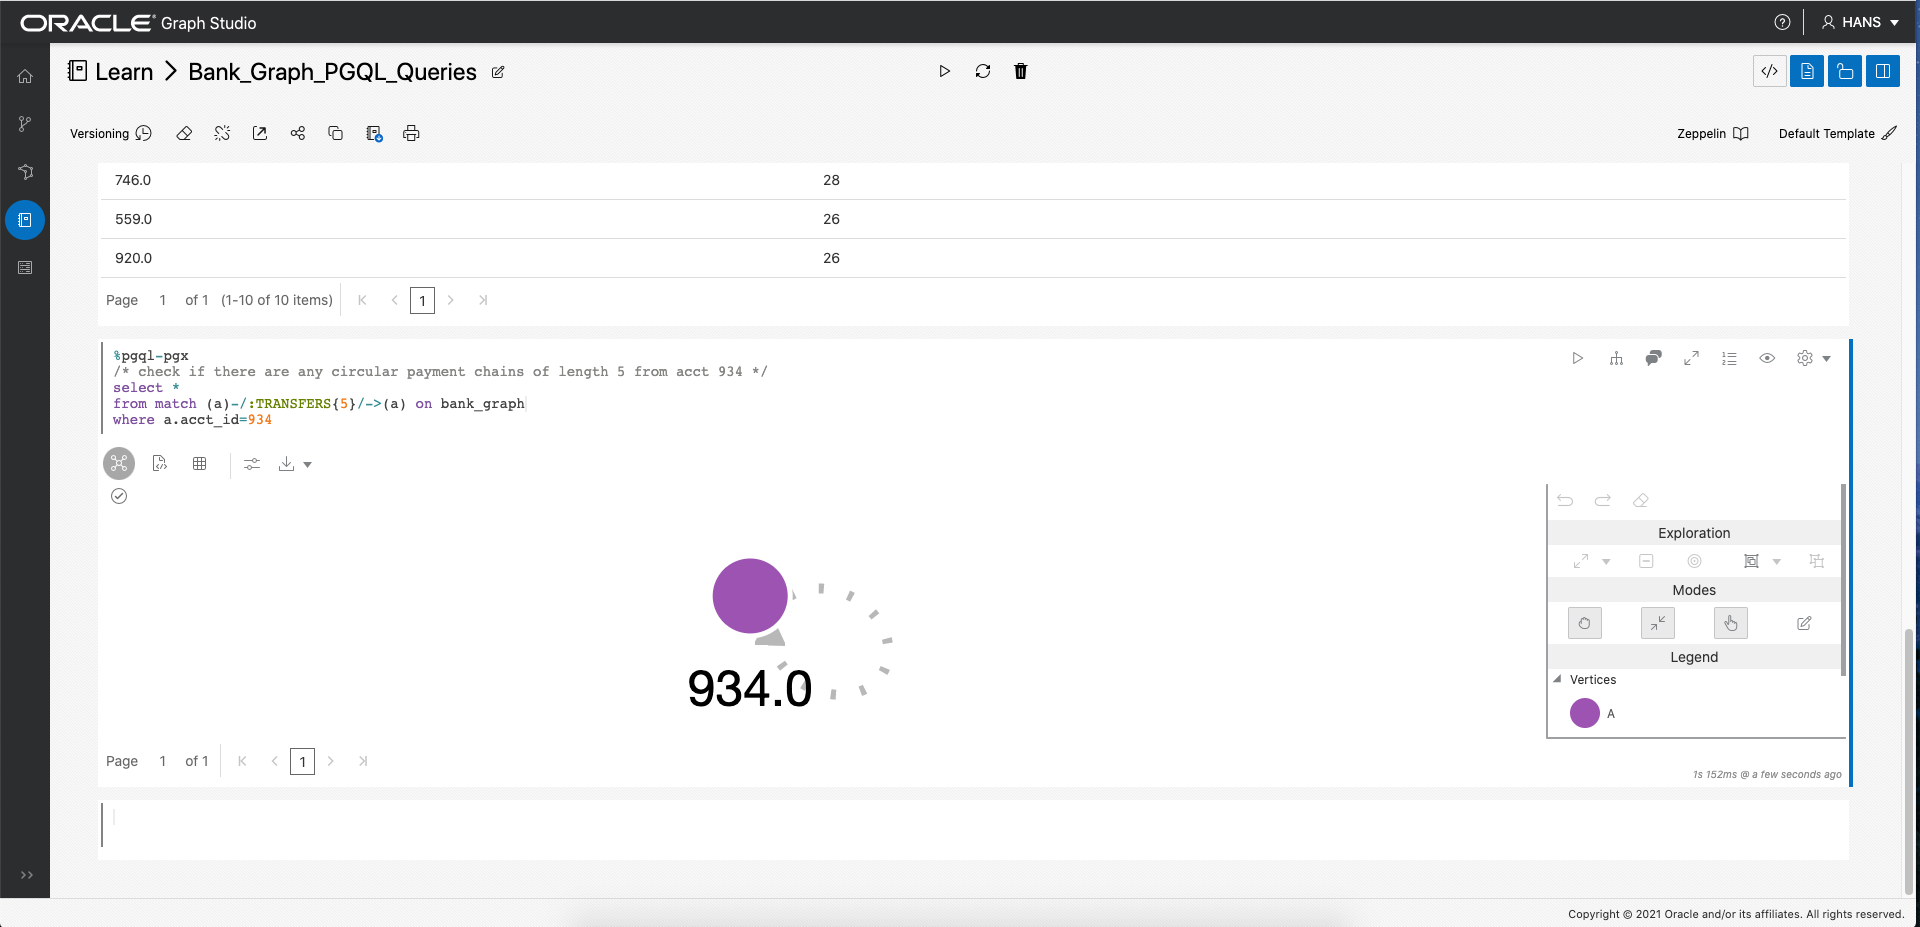 ORACLE® Graph Studio
HANS
Learn > Bank_Graph_PGQL_Queries
</>
Versioning
Zeppelin
Default Template
746.0 28
559.0 26
920.0 26
Page 1 of 1 (1-10 of 10 items) 1
%pgql-pgx
/* check if there are any circular payment chains of length 5 from acct 934 */
select *
from match (a)-/:TRANSFERS{5}/->(a) on bank_graph
where a.acct_id=934
Exploration
Modes
Legend
Vertices
A
934.0
Page 1 of 1 1
1s 152ms @ a few seconds ago
Copyright © 2021 Oracle and/or its affiliates. All rights reserved.